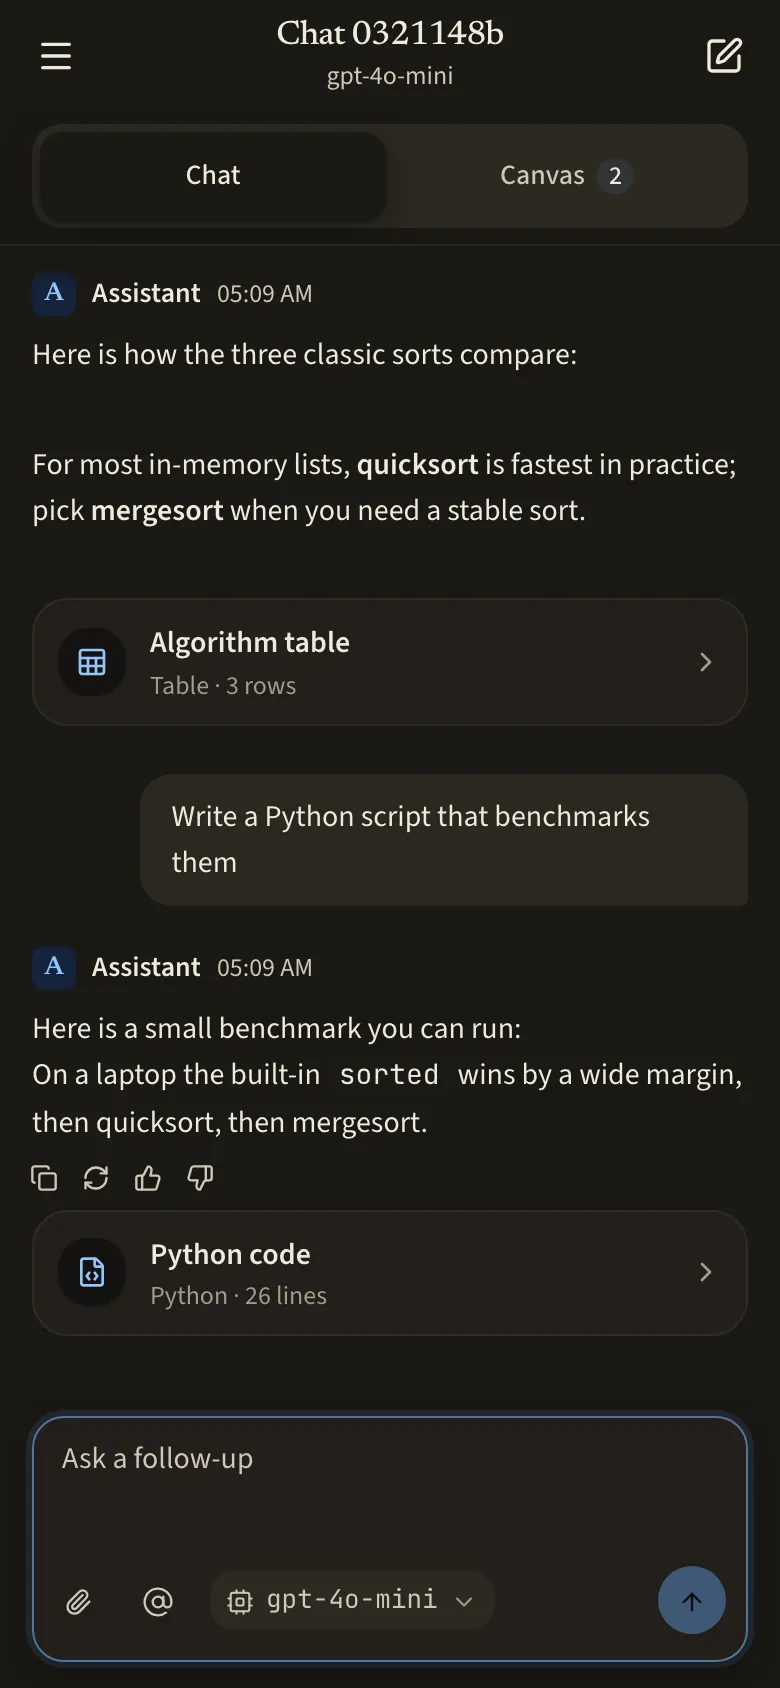 Chat 0321148b
gpt-4o-mini
Chat
Canvas 2
A Assistant 05:09 AM
Here is how the three classic sorts compare:
For most in-memory lists, quicksort is fastest in practice;
pick mergesort when you need a stable sort.
Algorithm table
Table · 3 rows
Write a Python script that benchmarks
them
A Assistant 05:09 AM
Here is a small benchmark you can run:
On a laptop the built-in sorted wins by a wide margin,
then quicksort, then mergesort.
Python code
Python · 26 lines
Ask a follow-up
gpt-4o-mini